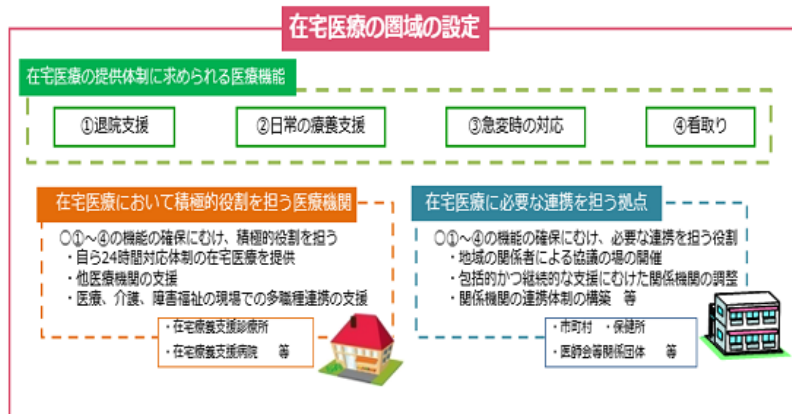 在宅医療の圏域の設定
在宅医療の提供体制に求められる医療機能
①退院支援
②日常の療養支援
③急変時の対応
④看取り
在宅医療において積極的役割を担う医療機関
○①～④の機能の確保にむけ、積極的役割を担う
・自ら24時間対応体制の在宅医療を提供
・他医療機関の支援
・医療、介護、障害福祉の現場での多職種連携の支援
・在宅療養支援診療所
・在宅療養支援病院　等
在宅医療に必要な連携を担う拠点
○①～④の機能の確保にむけ、必要な連携を担う役割
・地域の関係者による協議の場の開催
・包括的かつ継続的な支援にむけた関係機関の調整
・関係機関の連携体制の構築　等
・市町村　・保健所
・医師会等関係団体　等